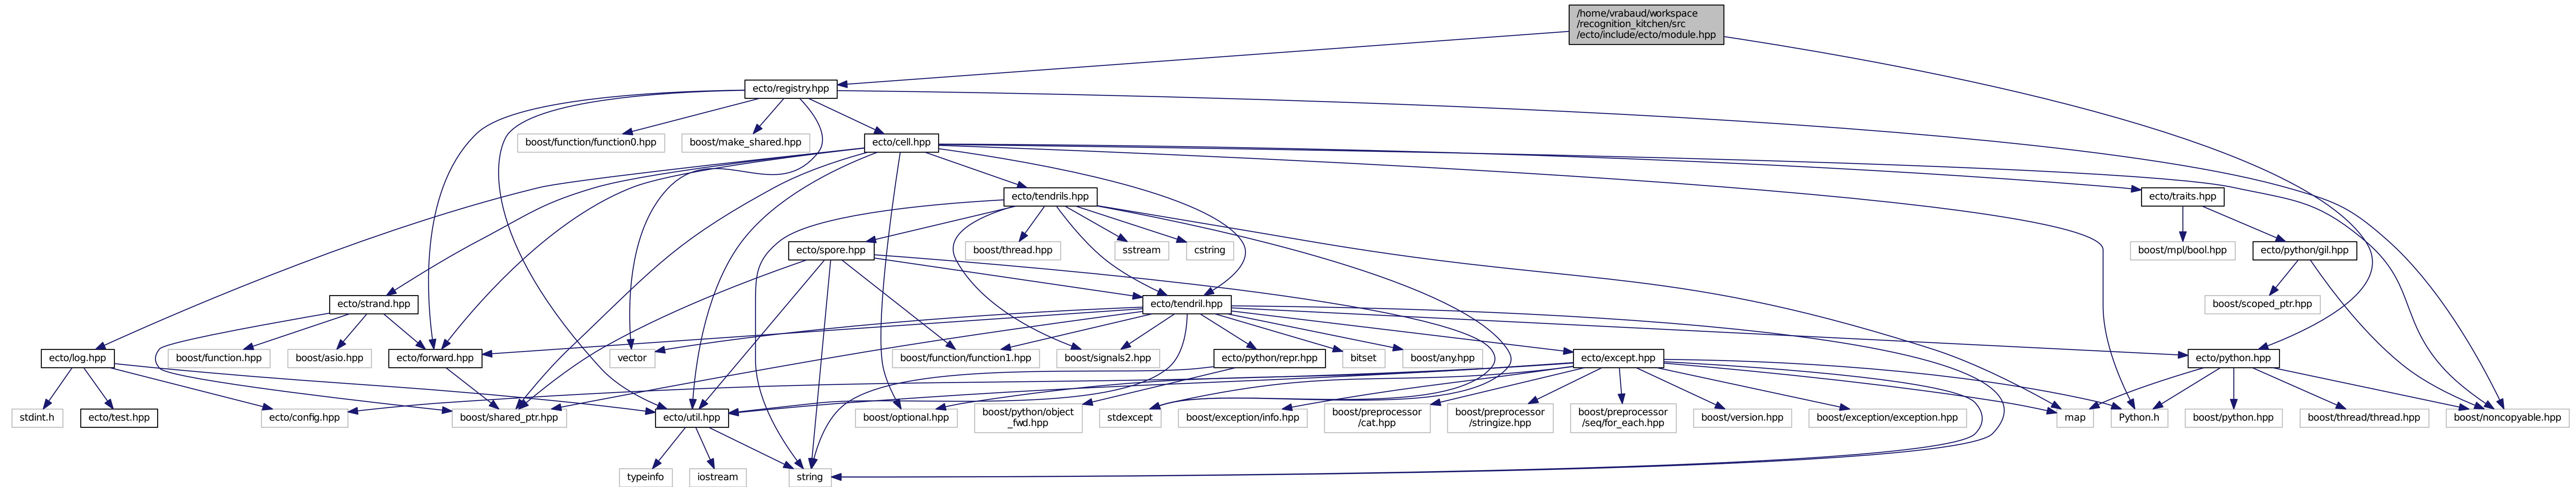 /home/vrabaud/workspace
/recognition_kitchen/src
/ecto/include/ecto/module.hpp
ecto/registry.hpp
boost/function/function0.hpp
boost/make_shared.hpp
ecto/cell.hpp
ecto/tendrils.hpp
ecto/traits.hpp
ecto/spore.hpp
boost/thread.hpp
sstream
cstring
boost/mpl/bool.hpp
ecto/python/gil.hpp
ecto/strand.hpp
ecto/tendril.hpp
boost/scoped_ptr.hpp
ecto/log.hpp
boost/function.hpp
boost/asio.hpp
ecto/forward.hpp
vector
boost/function/function1.hpp
boost/signals2.hpp
ecto/python/repr.hpp
bitset
boost/any.hpp
ecto/except.hpp
ecto/python.hpp
stdint.h
ecto/test.hpp
ecto/config.hpp
boost/shared_ptr.hpp
ecto/util.hpp
boost/optional.hpp
boost/python/object
_fwd.hpp
stdexcept
boost/exception/info.hpp
boost/preprocessor
/cat.hpp
boost/preprocessor
/stringize.hpp
boost/preprocessor
/seq/for_each.hpp
boost/version.hpp
boost/exception/exception.hpp
map
Python.h
boost/python.hpp
boost/thread/thread.hpp
boost/noncopyable.hpp
typeinfo
iostream
string